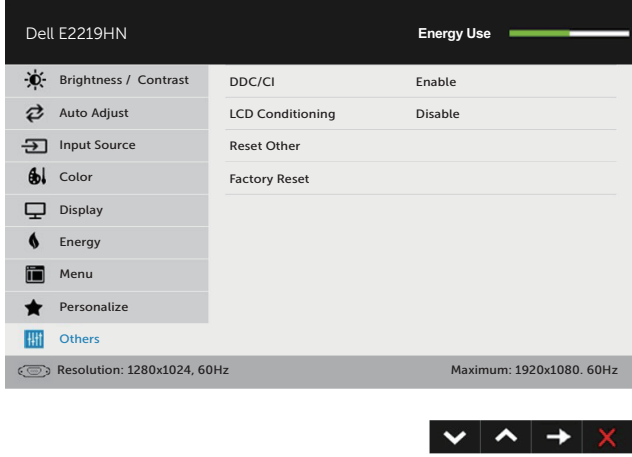 Dell E2219HN Energy Use
Brightness / Contrast DDC/CI Enable
Auto Adjust LCD Conditioning Disable
Input Source Reset Other
Color Factory Reset
Display
Energy
Menu
Personalize
Others
Resolution: 1280x1024, 60Hz Maximum: 1920x1080. 60Hz